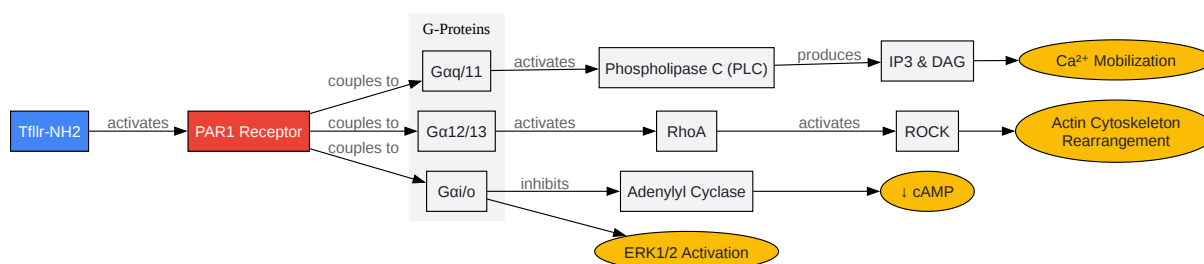 G-Proteins
Tfllr-NH2
activates
PAR1 Receptor
couples to
Gαq/11
activates
Phospholipase C (PLC)
produces
IP3 & DAG
Ca²⁺ Mobilization
couples to
Gα12/13
activates
RhoA
activates
ROCK
Actin Cytoskeleton
Rearrangement
couples to
Gαi/o
inhibits
Adenylyl Cyclase
↓ cAMP
ERK1/2 Activation